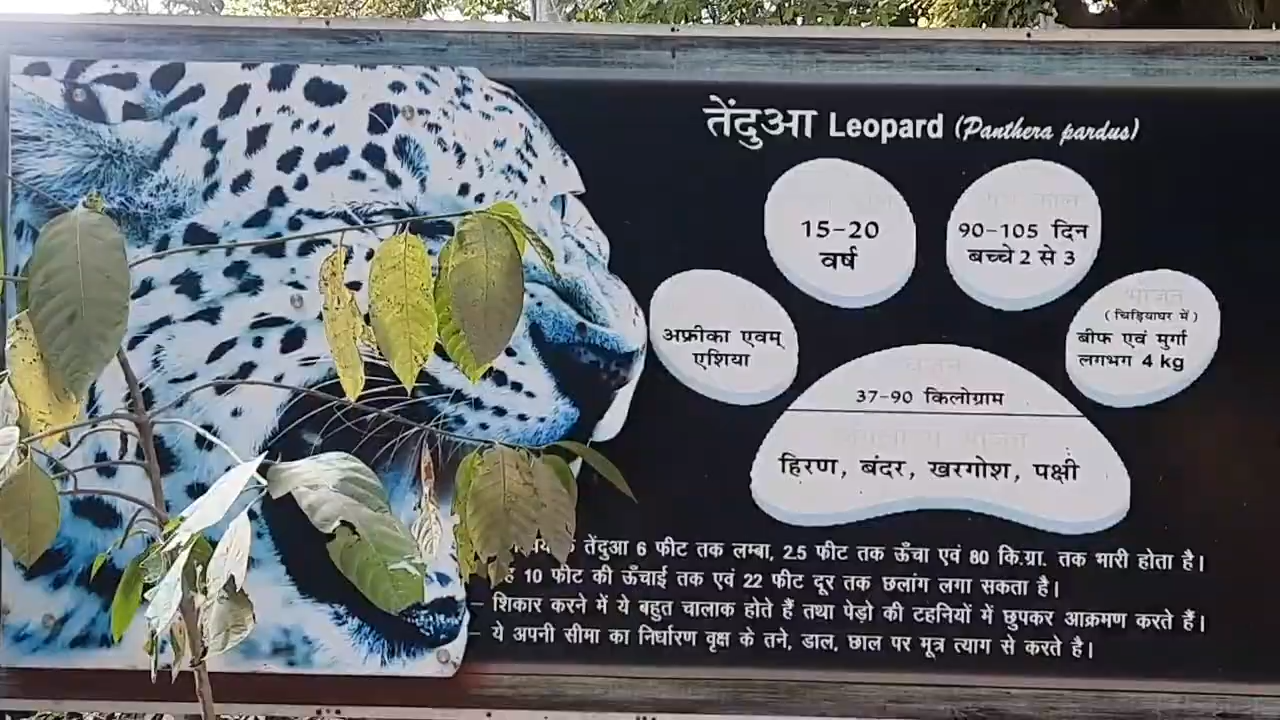 तेंदुआ Leopard (Panthera pardus)
15-20
वर्ष
90-105 दिन
बच्चे 2 से 3
अफ्रीका एवम्
एशिया
भोजन
( चिड़ियाघर में )
बीफ एवं मुर्गा
लगभग 4 kg
वजन
37-90 किलोग्राम
हिरण, बंदर, खरगोश, पक्षी
तेंदुआ 6 फीट तक लम्बा, 2.5 फीट तक ऊँचा एवं 80 कि.ग्रा. तक भारी होता है।
10 फीट की ऊँचाई तक एवं 22 फीट दूर तक छलांग लगा सकता है।
– शिकार करने में ये बहुत चालाक होते हैं तथा पेड़ो की टहनियों में छुपकर आक्रमण करते हैं।
– ये अपनी सीमा का निर्धारण वृक्ष के तने, डाल, छाल पर मूत्र त्याग से करते है।